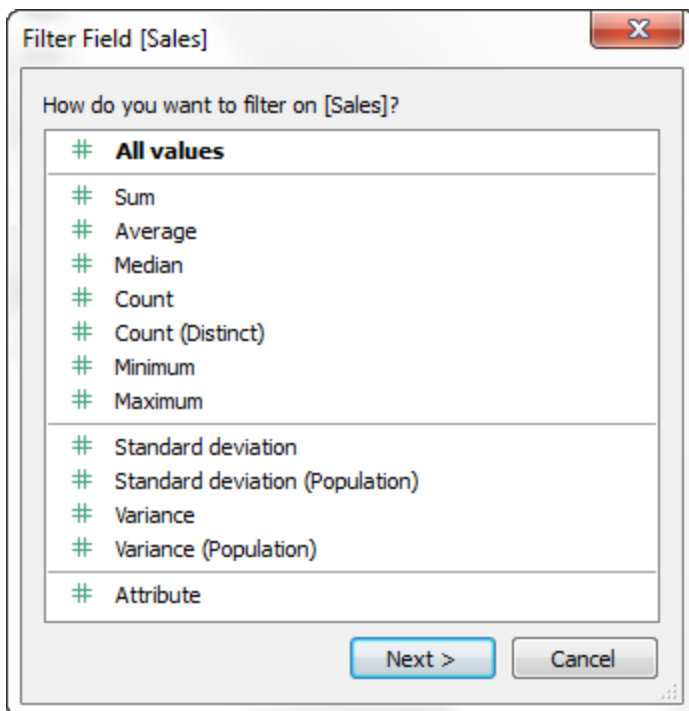 Filter Field [Sales]
How do you want to filter on [Sales]?
# All values
# Sum
# Average
# Median
# Count
# Count (Distinct)
# Minimum
# Maximum
# Standard deviation
# Standard deviation (Population)
# Variance
# Variance (Population)
# Attribute
Next > Cancel